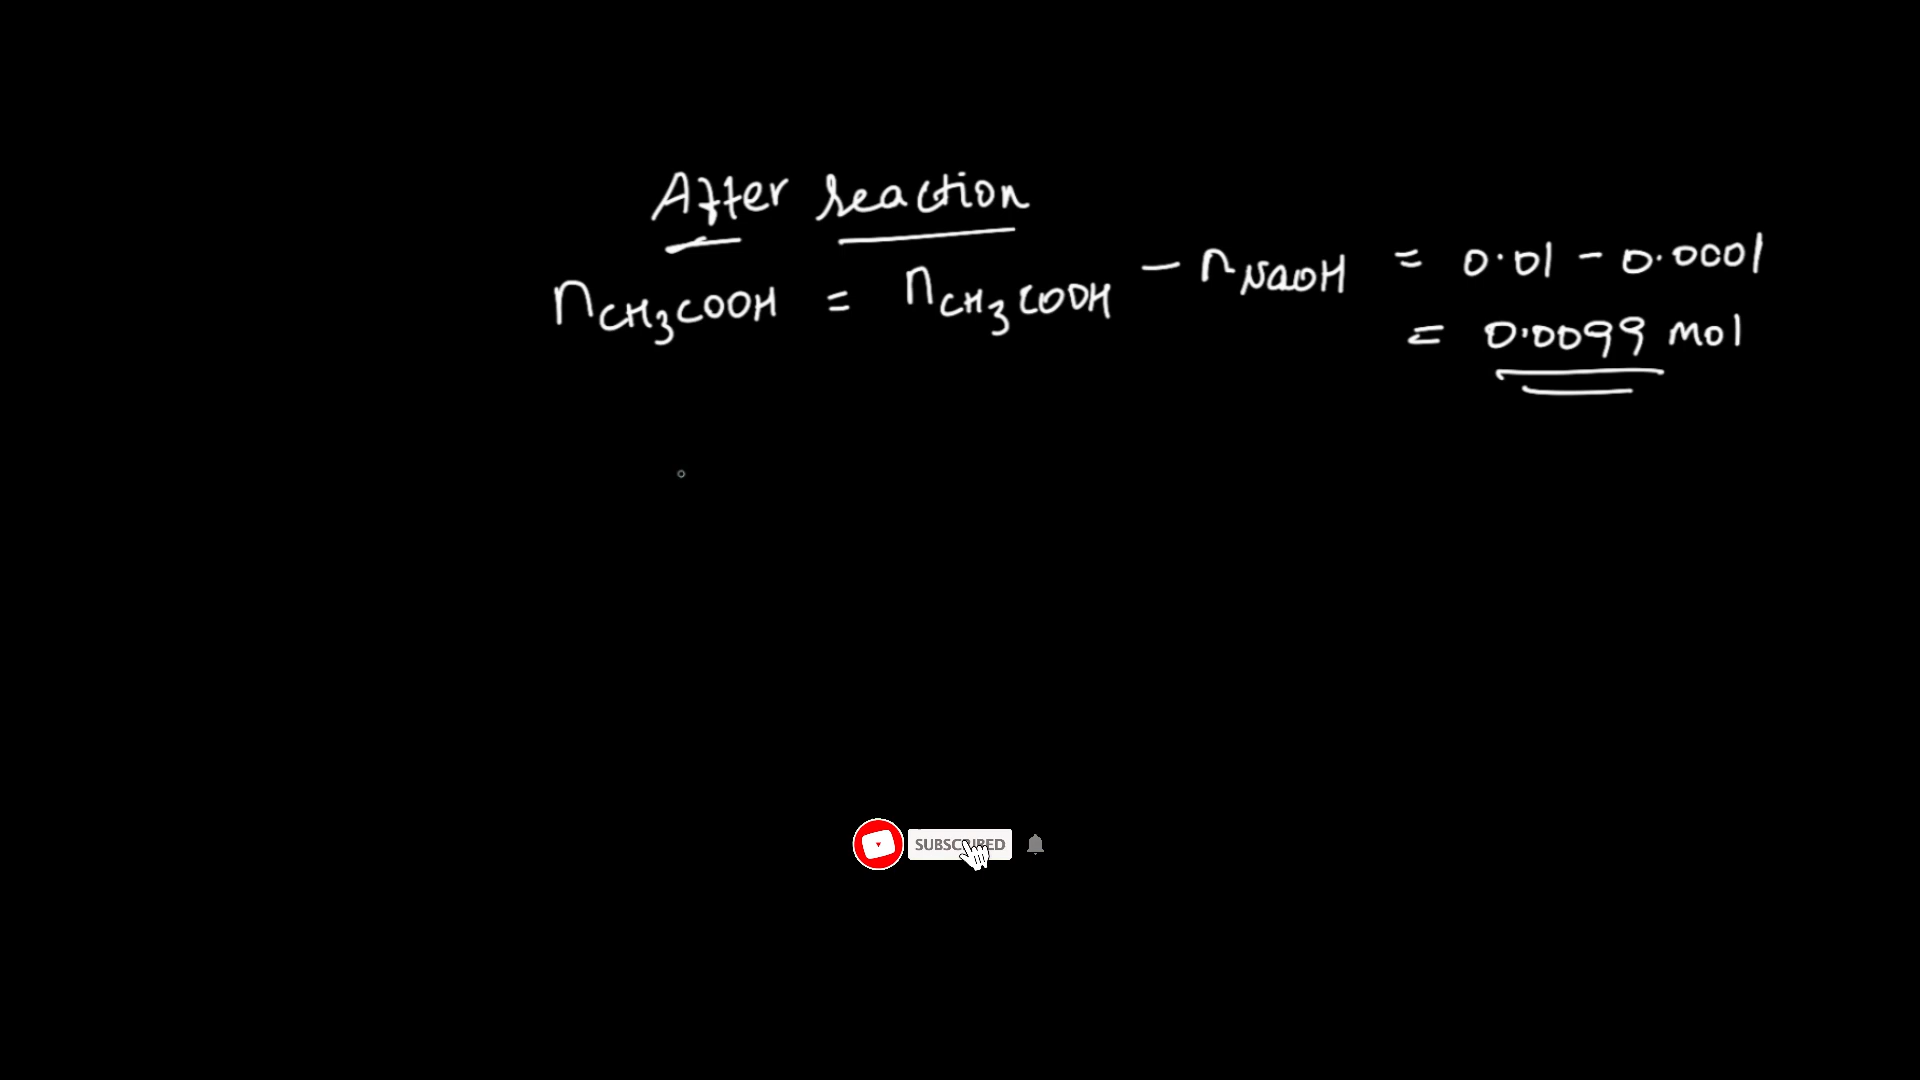 After reaction
nCH3COOH = nCH3COOH - nNaOH = 0.01 - 0.0001
= 0.0099 mol
SUBSCRIBED